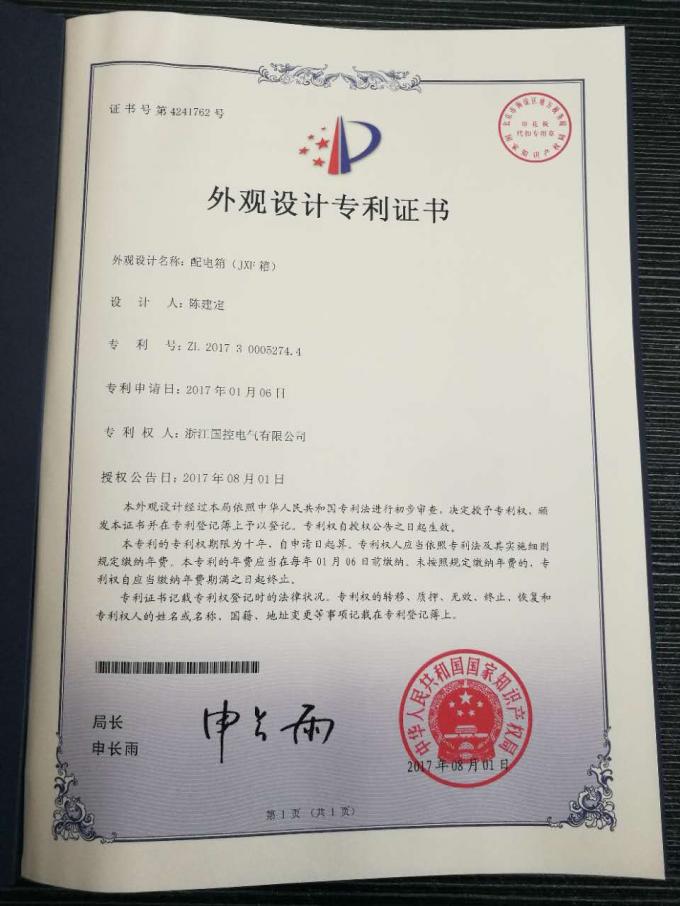 证书号第4241762号
外观设计专利证书
外观设计名称：配电箱（JXF箱）
设计人：陈建定
专利号：ZL 2017 3 0005274.4
专利申请日：2017年01月06日
专利权人：浙江国控电气有限公司
授权公告日：2017年08月01日
本外观设计经过本局依照中华人民共和国专利法进行初步审查，决定授予专利权，颁
发本证书并在专利登记簿上予以登记。专利权自授权公告之日起生效。
本专利的专利权期限为十年，自申请日起算。专利权人应当依照专利法及其实施细则
规定缴纳年费。本专利的年费应当在每年01月06日前缴纳。未按照规定缴纳年费的，专
利权自应当缴纳年费期满之日起终止。
专利证书记载专利权登记时的法律状况。专利权的转移、质押、无效、终止、恢复和
专利权人的姓名或名称、国籍、地址变更等事项记载在专利登记簿上。
局长
申长雨
申长雨
中华人民共和国国家知识产权局
2017年08月01日
第1页（共1页）